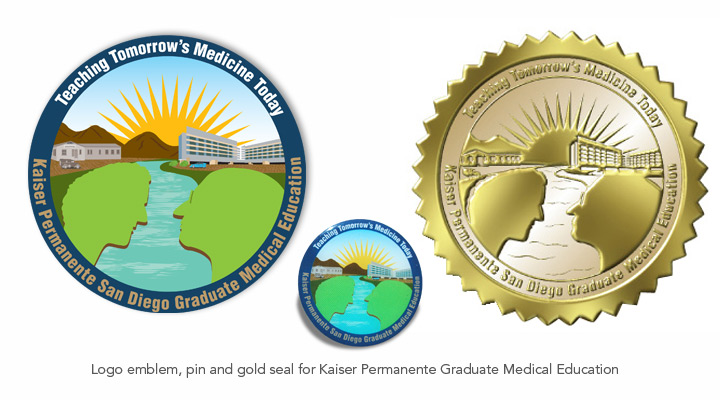 Teaching Tomorrow's Medicine Today
Kaiser Permanente San Diego Graduate Medical Education
Teaching Tomorrow's Medicine Today
Kaiser Permanente San Diego Graduate Medical Education
Teaching Tomorrow's Medicine Today
Kaiser Permanente San Diego Graduate Medical Education
Logo emblem, pin and gold seal for Kaiser Permanente Graduate Medical Education